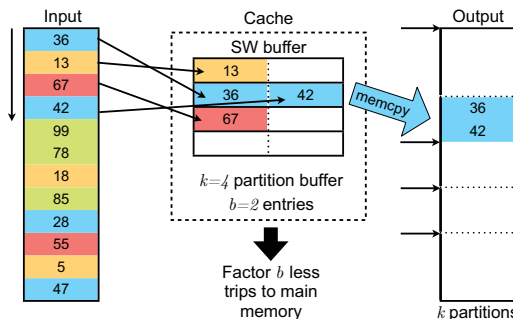 Input
36
13
67
42
99
78
18
85
28
55
5
47
Cache
SW buffer
13
36 42
67
k=4 partition buffer
b=2 entries
Factor b less
trips to main
memory
memcpy
Output
36
42
k partitions